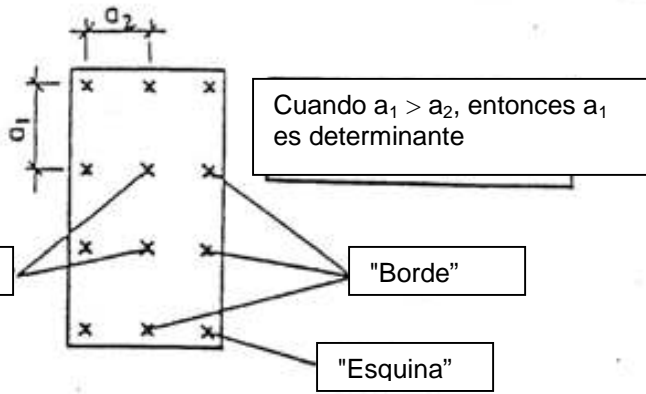 a₂
a₁
Cuando a₁ > a₂, entonces a₁
es determinante
"Borde”
"Esquina”